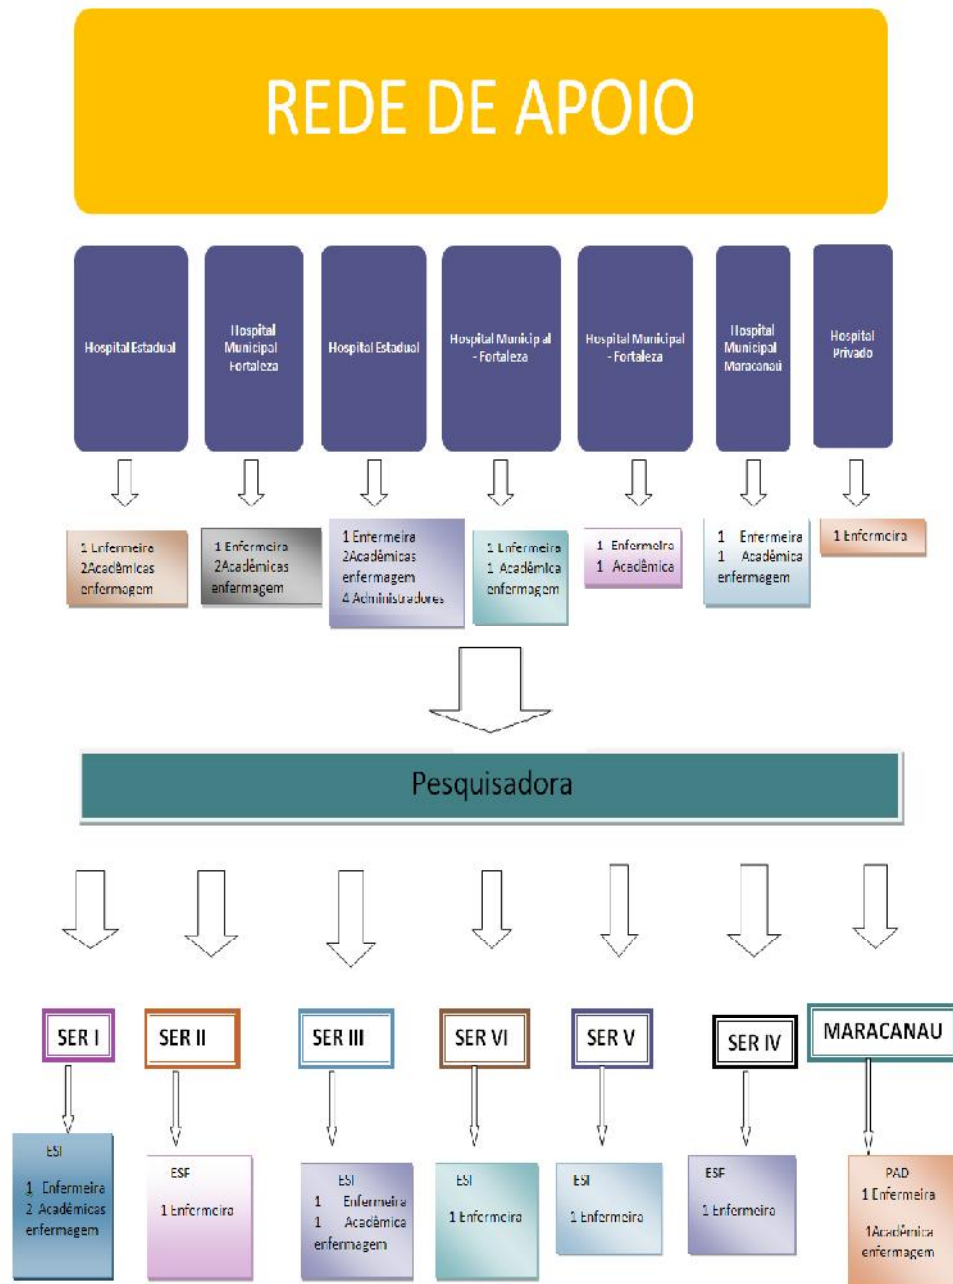 REDE DE APOIO
Hospital Estadual
Hospital
Municipal
Fortaleza
Hospital Estadual
Hospital Municipal
- Fortaleza
Hospital Municipal
- Fortaleza
Hospital
Municipal
Maracanaú
Hospital
Privado
1 Enfermeira
2Acadêmicas
enfermagem
1 Enfermeira
2Acadêmicas
enfermagem
1 Enfermeira
2Acadêmicas
enfermagem
4 Administradores
1 Enfermeira
1 Acadêmica
enfermagem
1 Enfermeira
1 Acadêmica
1 Enfermeira
1 Acadêmica
enfermagem
1 Enfermeira
Pesquisadora
SER I
SER II
SER III
SER VI
SER V
SER IV
MARACANAU
ESF
1 Enfermeira
2 Acadêmicas
enfermagem
ESF
1 Enfermeira
ESF
1 Enfermeira
1 Acadêmica
enfermagem
ESF
1 Enfermeira
ESF
1 Enfermeira
ESF
1 Enfermeira
PAD
1 Enfermeira
1Acadêmica
enfermagem